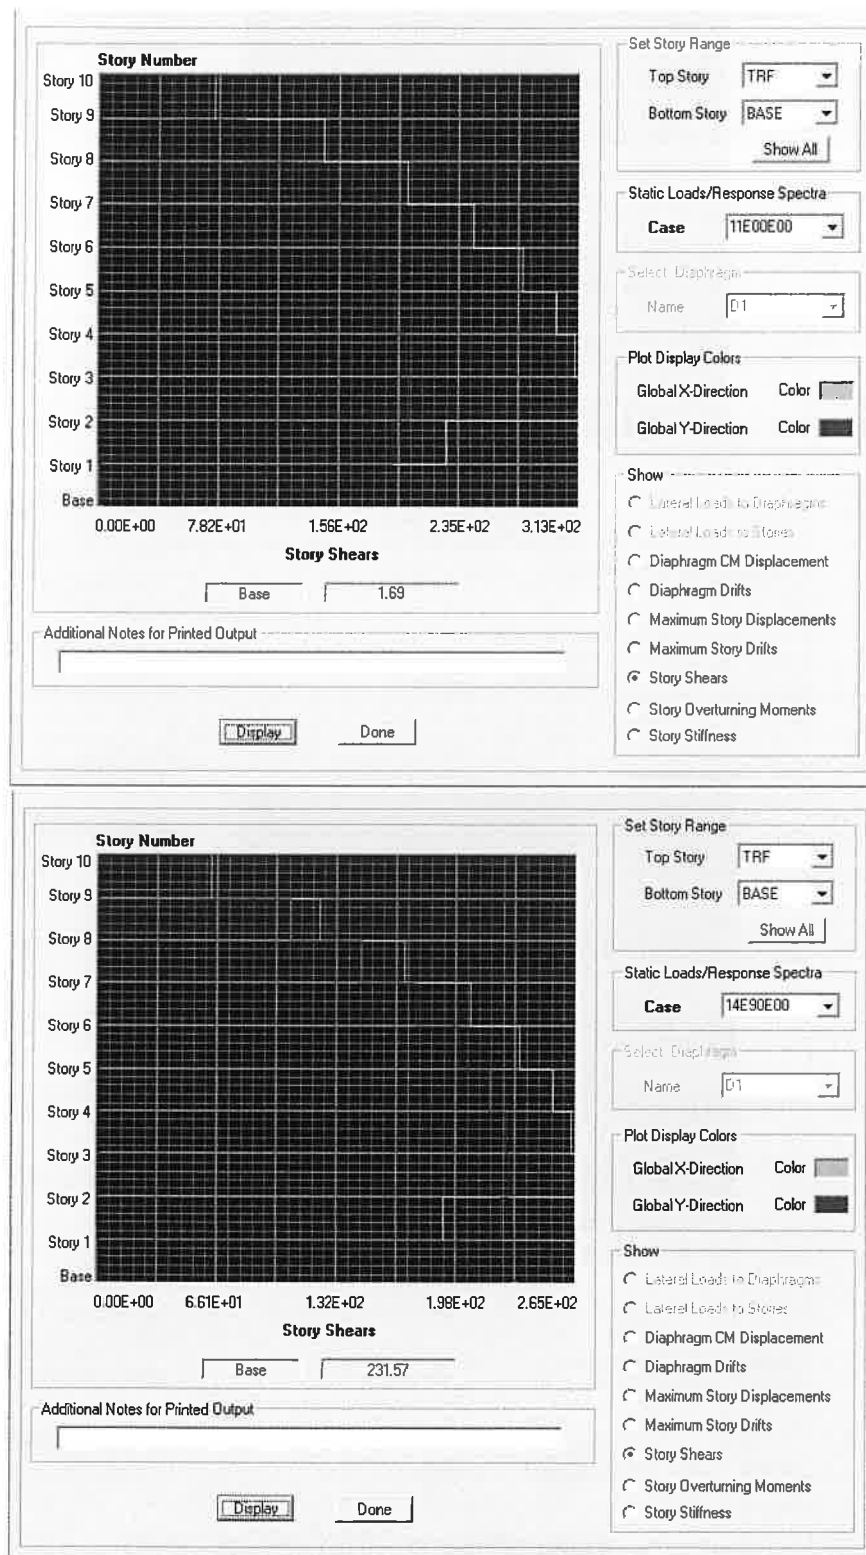 Story Number
Story 10
Story 9
Story 8
Story 7
Story 6
Story 5
Story 4
Story 3
Story 2
Story 1
Base
0.00E+00 7.82E+01 1.56E+02 2.35E+02 3.13E+02
Story Shears
Base 1.69
Additional Notes for Printed Output
Display Done
Set Story Range
Top Story TRF
Bottom Story BASE
Show All
Static Loads/Response Spectra
Case 11E00E00
Select Diaphragm
Name D1
Plot Display Colors
Global X-Direction Color
Global Y-Direction Color
Show
Lateral Loads to Diaphragms
Lateral Loads to Stories
Diaphragm CM Displacement
Diaphragm Drifts
Maximum Story Displacements
Maximum Story Drifts
Story Shears
Story Overturning Moments
Story Stiffness
Story Number
Story 10
Story 9
Story 8
Story 7
Story 6
Story 5
Story 4
Story 3
Story 2
Story 1
Base
0.00E+00 6.61E+01 1.32E+02 1.98E+02 2.65E+02
Story Shears
Base 231.57
Additional Notes for Printed Output
Display Done
Set Story Range
Top Story TRF
Bottom Story BASE
Show All
Static Loads/Response Spectra
Case 14E90E00
Select Diaphragm
Name D1
Plot Display Colors
Global X-Direction Color
Global Y-Direction Color
Show
Lateral Loads to Diaphragms
Lateral Loads to Stories
Diaphragm CM Displacement
Diaphragm Drifts
Maximum Story Displacements
Maximum Story Drifts
Story Shears
Story Overturning Moments
Story Stiffness